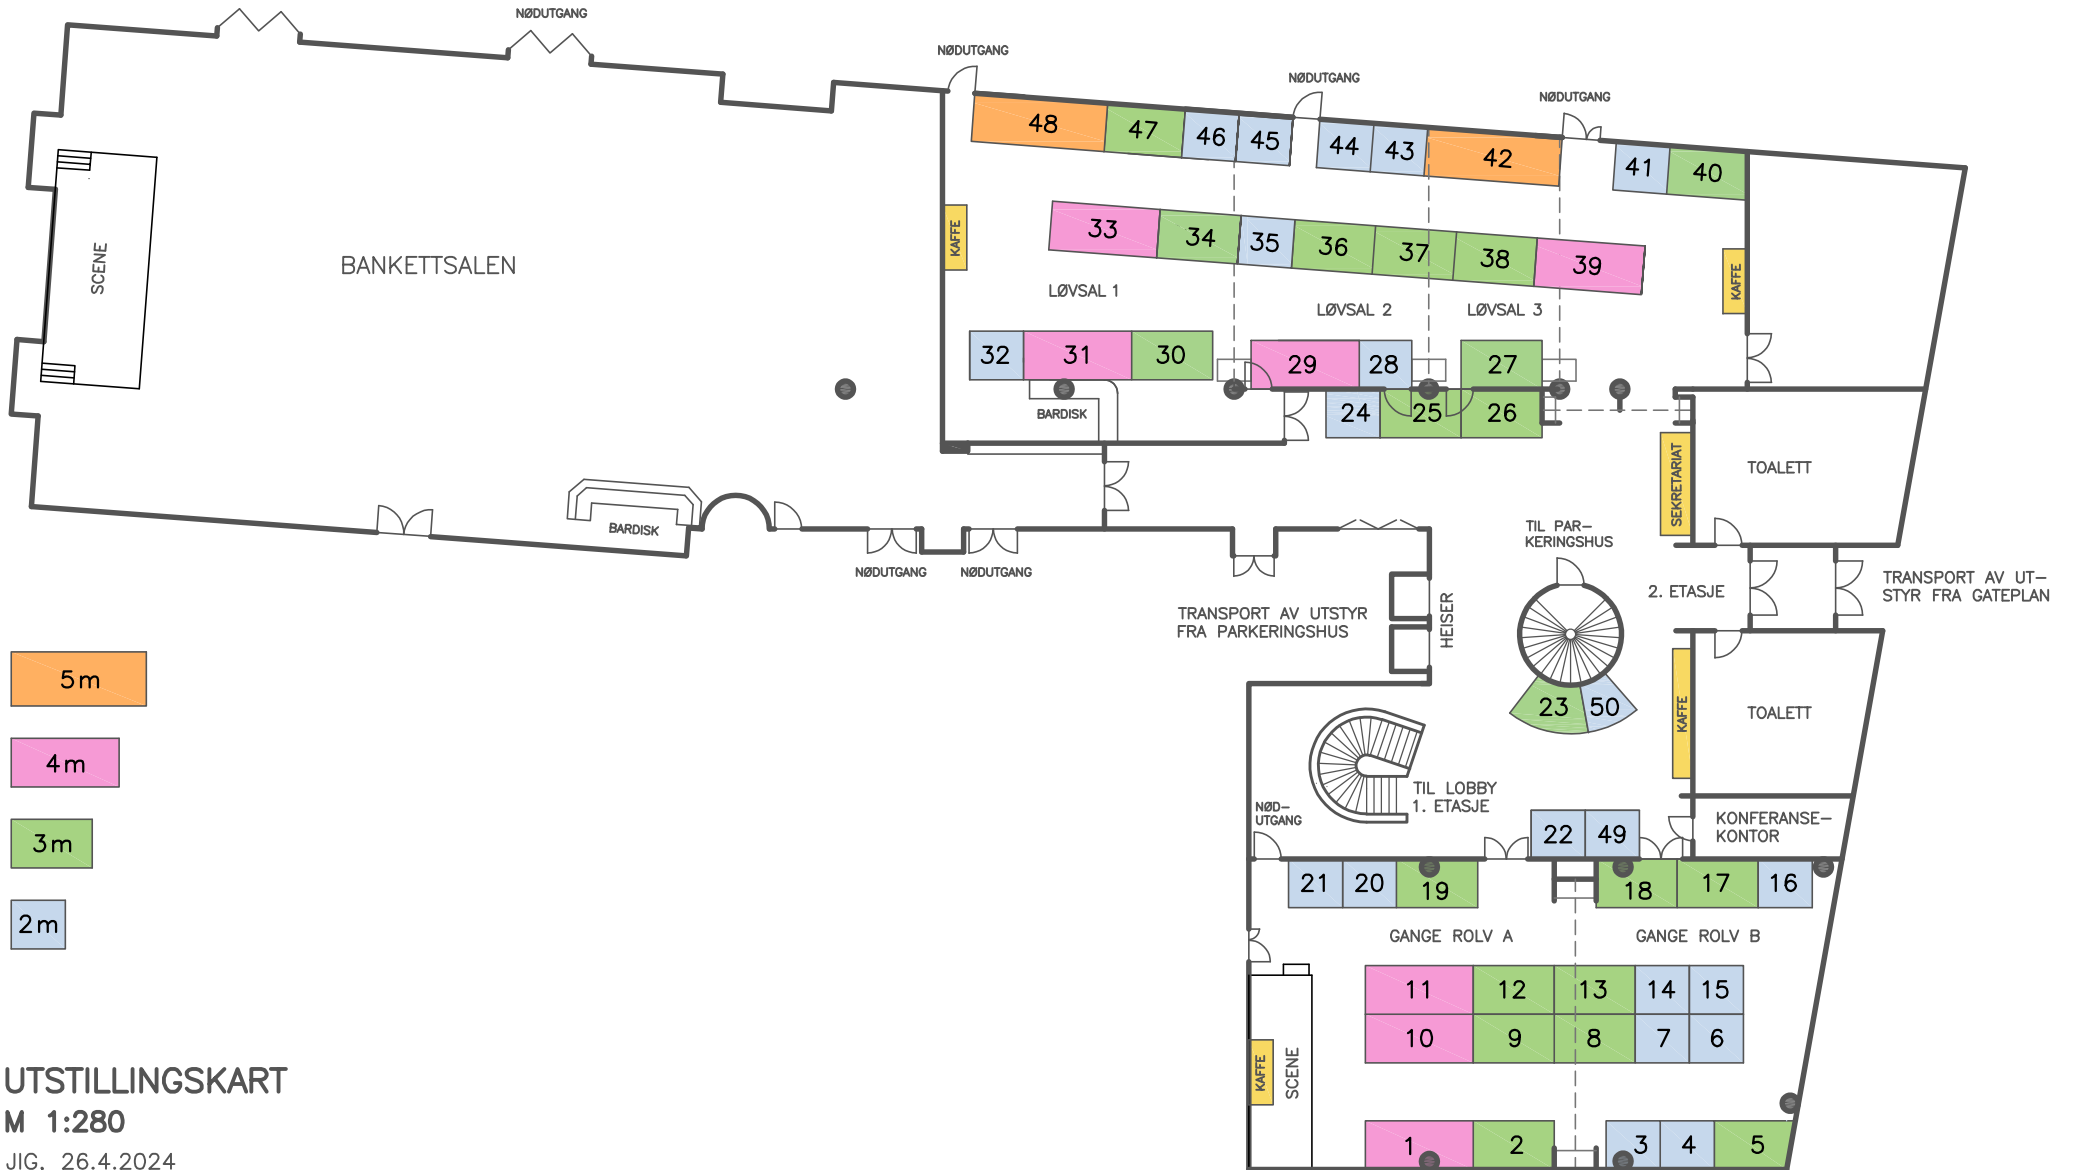 NØDUTGANG
NØDUTGANG
NØDUTGANG
NØDUTGANG
48
47
46
45
44
43
42
41
40
SCENE
BANKETTSALEN
KAFFE
33
34
35
36
37
38
39
KAFFE
LØVSAL 1
LØVSAL 2
LØVSAL 3
32
31
30
29
28
27
BARDISK
24
25
26
SEKRETARIAT
TOALETT
BARDISK
NØDUTGANG
NØDUTGANG
TIL PAR-
KERINGSHUS
2. ETASJE
TRANSPORT AV UT-
STYR FRA GATEPLAN
TRANSPORT AV UTSTYR
FRA PARKERINGSHUS
HEISER
23
50
KAFFE
TOALETT
5m
4m
3m
2m
TIL LOBBY
1. ETASJE
NØD-
UTGANG
22
49
KONFERANSE-
KONTOR
21
20
19
18
17
16
GANGE ROLV A
GANGE ROLV B
11
12
13
14
15
10
9
8
7
6
KAFFE
SCENE
1
2
3
4
5
UTSTILLINGSKART
M 1:280
JIG. 26.4.2024